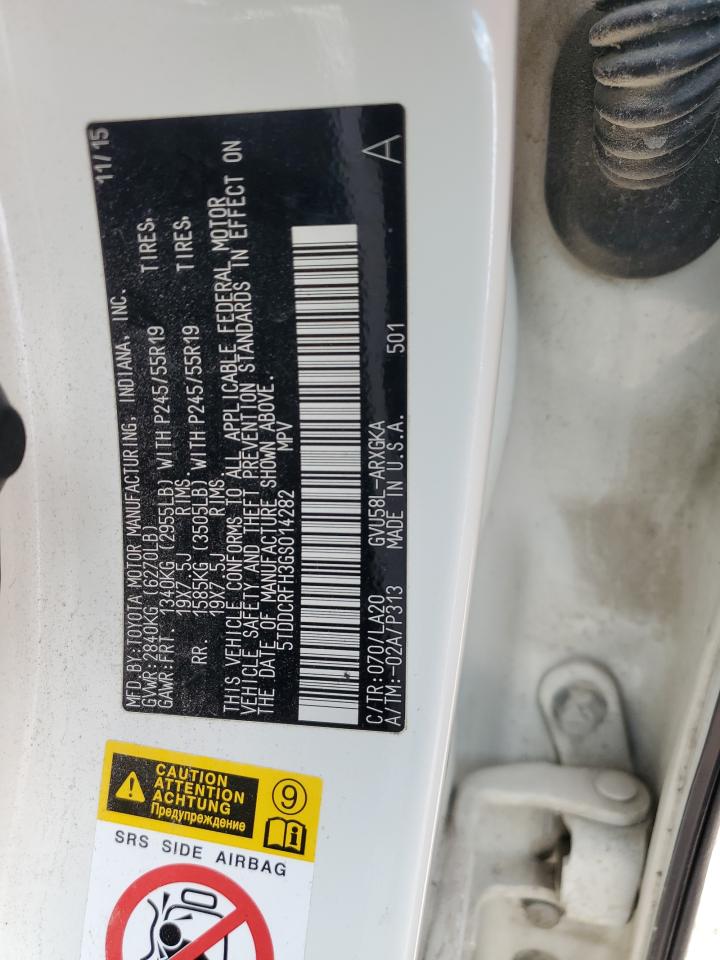 MFD.BY:TOYOTA MOTOR MANUFACTURING, INDIANA, INC. 11/15
GVWR:2840KG (6270LB)
GAWR:FRT. 1340KG (2955LB) WITH P245/55R19 TIRES,
19X7.5J RIMS,
RR. 1585KG (3505LB) WITH P245/55R19 TIRES,
19X7.5J RIMS
THIS VEHICLE CONFORMS TO ALL APPLICABLE FEDERAL MOTOR
VEHICLE SAFETY AND THEFT PREVENTION STANDARDS IN EFFECT ON
THE DATE OF MANUFACTURE SHOWN ABOVE.
5TDDCRFH3GS014282 MPV
C/TR:070/LA20 GVU58L-ARXGKA
A/TM:-02A/P313 MADE IN U.S.A. 501 A
CAUTION
ATTENTION
ACHTUNG
Предупреждение
9
i
SRS SIDE AIRBAG